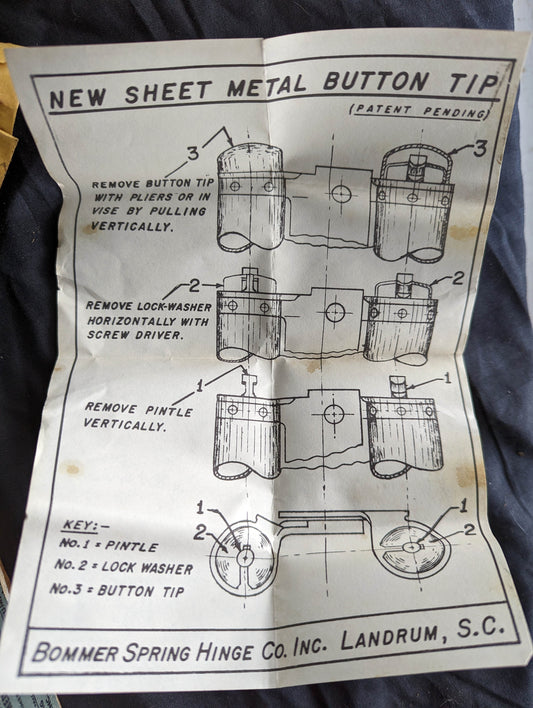 NEW SHEET METAL BUTTON TIP
(PATENT PENDING)
3
3
REMOVE BUTTON TIP
WITH PLIERS OR IN
VISE BY PULLING
VERTICALLY.
2
2
REMOVE LOCK-WASHER
HORIZONTALLY WITH
SCREW DRIVER.
1
1
REMOVE PINTLE
VERTICALLY.
1
1
2
2
KEY:-
NO.1 = PINTLE
NO.2 = LOCK WASHER
NO.3 = BUTTON TIP
BOMMER SPRING HINGE CO. INC. LANDRUM, S.C.